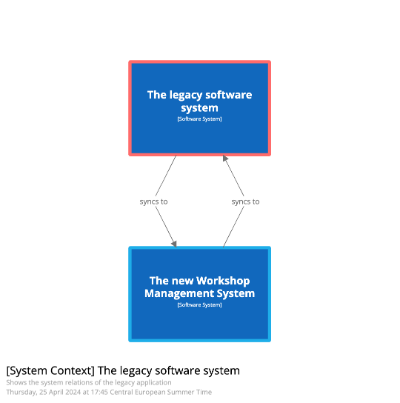 The legacy software
system
[Software System]
syncs to
syncs to
The new Workshop
Management System
[Software System]
[System Context] The legacy software system
Shows the system relations of the legacy application
Thursday, 25 April 2024 at 17:45 Central European Summer Time